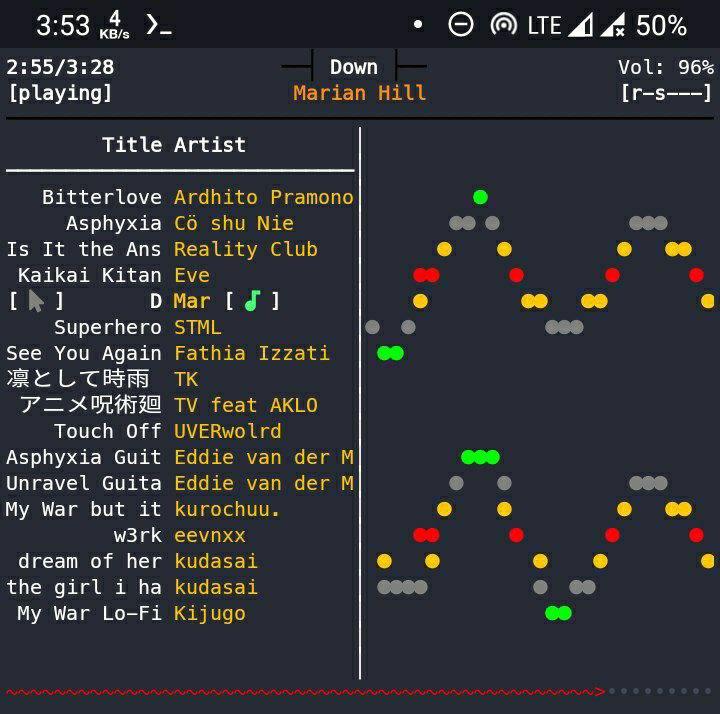 3:53 4 KB/s ❯_ LTE 50%
2:55/3:28 Down Vol: 96%
[playing] Marian Hill [r-s---]
Title Artist
Bitterlove Ardhito Pramono
Asphyxia Cö shu Nie
Is It the Ans Reality Club
Kaikai Kitan Eve
[ ] D Mar [ ]
Superhero STML
See You Again Fathia Izzati
凛として時雨 TK
アニメ呪術廻 TV feat AKLO
Touch Off UVERwolrd
Asphyxia Guit Eddie van der M
Unravel Guita Eddie van der M
My War but it kurochuu.
w3rk eevnxx
dream of her kudasai
the girl i ha kudasai
My War Lo-Fi Kijugo